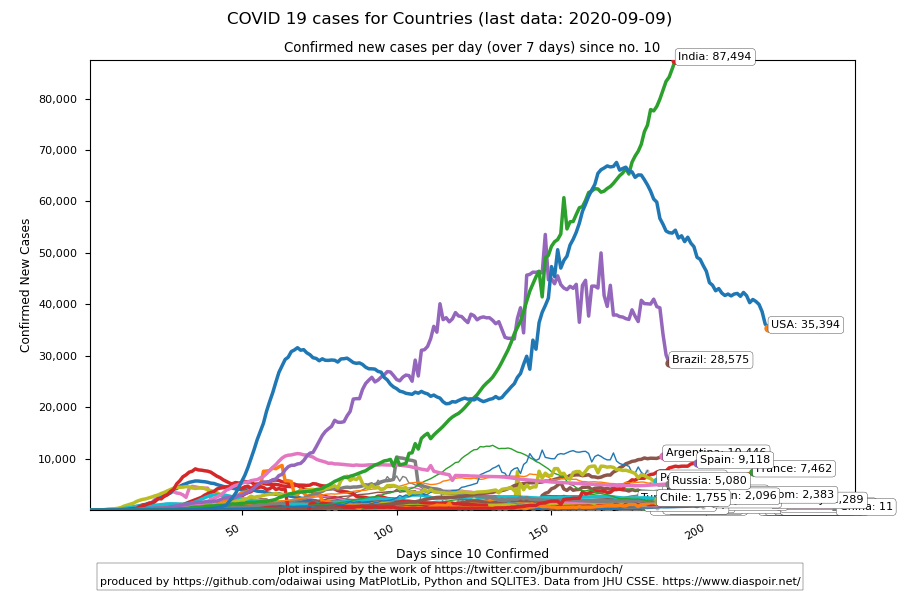 COVID 19 cases for Countries (last data: 2020-09-09)
Confirmed new cases per day (over 7 days) since no. 10
India: 87,494
80,000
70,000
60,000
50,000
40,000
30,000
20,000
10,000
Confirmed New Cases
USA: 35,394
Brazil: 28,575
Argentina: 10,446
Spain: 9,118
France: 7,462
Russia: 5,080
Chile: 1,755
2,096
2,383
,289
China: 11
50
100
150
200
Days since 10 Confirmed
plot inspired by the work of https://twitter.com/jburnmurdoch/
produced by https://github.com/odaiwai using MatPlotLib, Python and SQLITE3. Data from JHU CSSE. https://www.diaspoir.net/